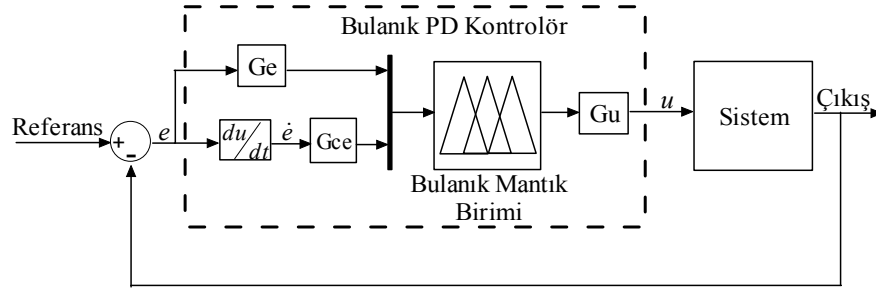 Bulanık PD Kontrolör
Ge
Referans
+
-
e
du/dt
ė
Gce
Bulanık Mantık
Birimi
Gu
u
Sistem
Çıkış